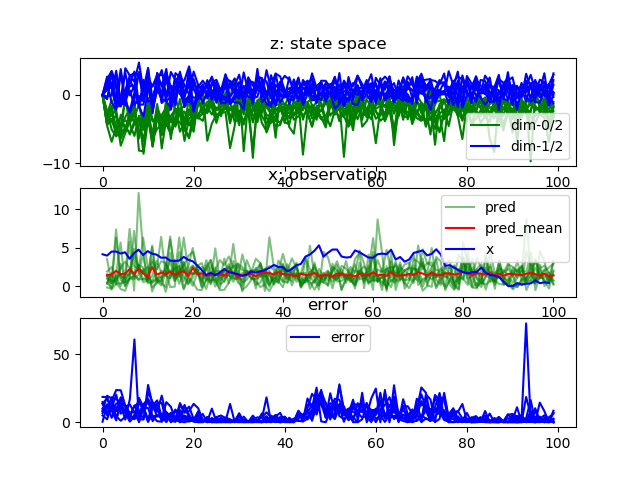 z: state space
0
−10
dim-0/2
dim-1/2
0 20 40 60 80 100
x: observation
10
5
0
pred
pred_mean
x
0 20 40 60 80 100
error
50
0
error
0 20 40 60 80 100